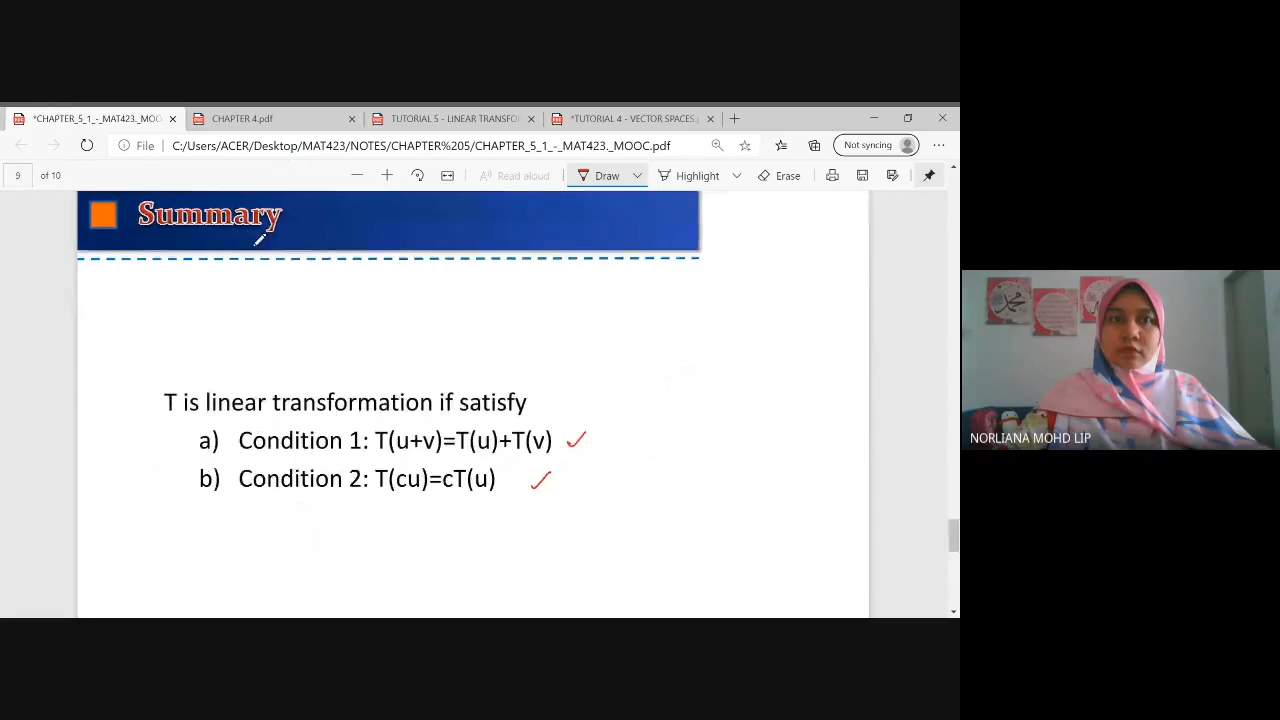 *CHAPTER_5_1_-_MAT423._MOO
CHAPTER 4.pdf
TUTORIAL 5 - LINEAR TRANSFO
*TUTORIAL 4 - VECTOR SPACES.
File
C:/Users/ACER/Desktop/MAT423/NOTES/CHAPTER%205/CHAPTER_5_1_-_MAT423._MOOC.pdf
Not syncing
9 of 10
Read aloud
Draw
Highlight
Erase
Summary
T is linear transformation if satisfy
a) Condition 1: T(u+v)=T(u)+T(v)
b) Condition 2: T(cu)=cT(u)
NORLIANA MOHD LIP